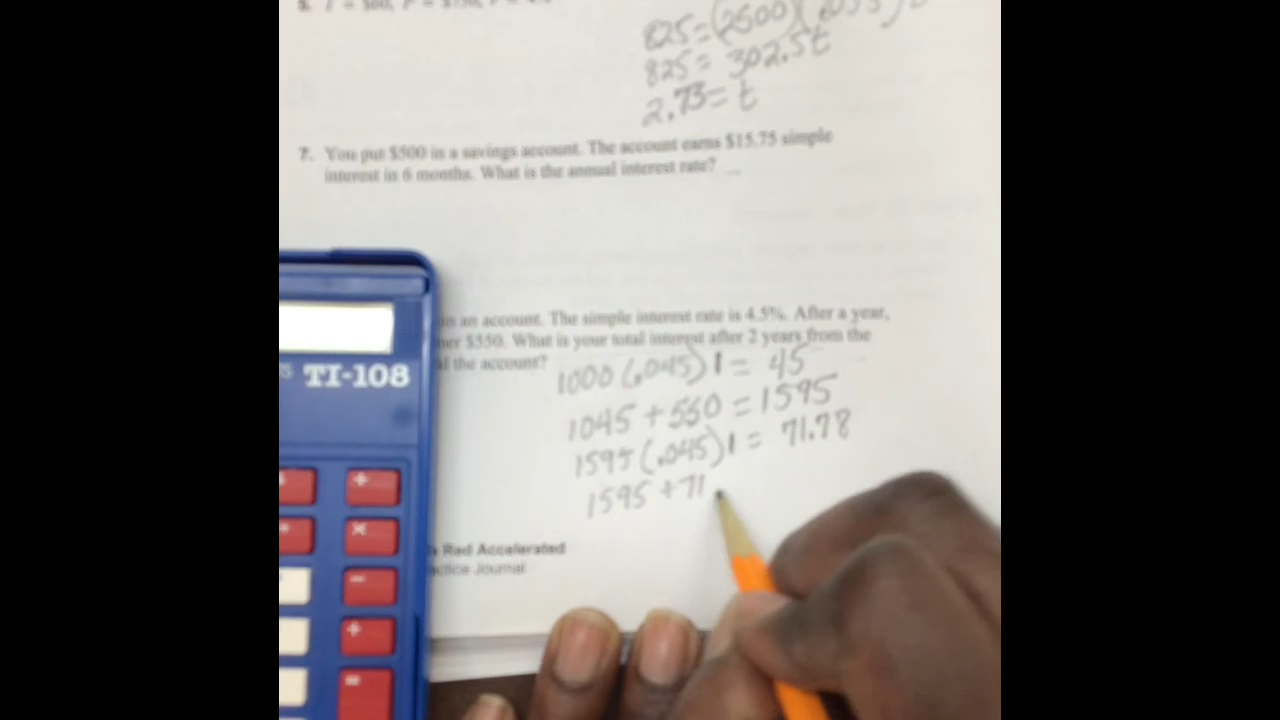 825=(2500)(
825= 302.5t
2.73= t
7. You put $500 in a savings account. The account earns $15.75 simple
interest in 6 months. What is the annual interest rate?
in an account. The simple interest rate is 4.5%. After a year,
$550. What is your total interest after 2 years from the
the account?
1000(.045)1= 45
1045+550=1595
1595(.045)1= 71.78
1595+71
TI-108
÷
×
−
+
=
Red Accelerated
Journal